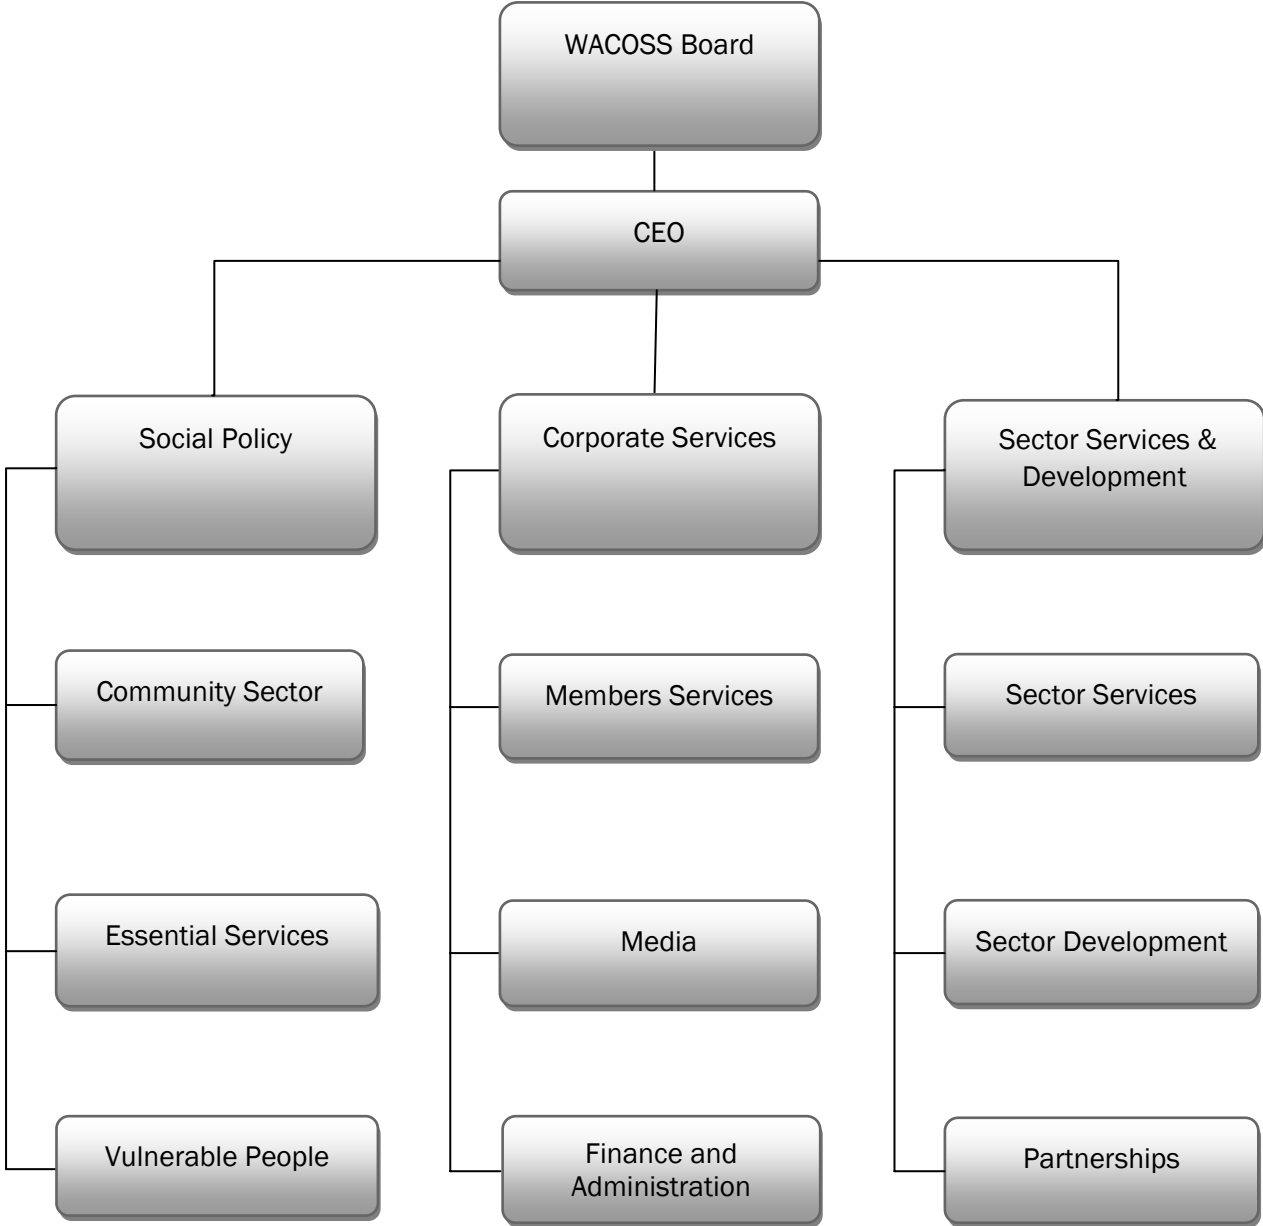 WACOSS Board
CEO
Social Policy
Corporate Services
Sector Services &
Development
Community Sector
Members Services
Sector Services
Essential Services
Media
Sector Development
Vulnerable People
Finance and
Administration
Partnerships